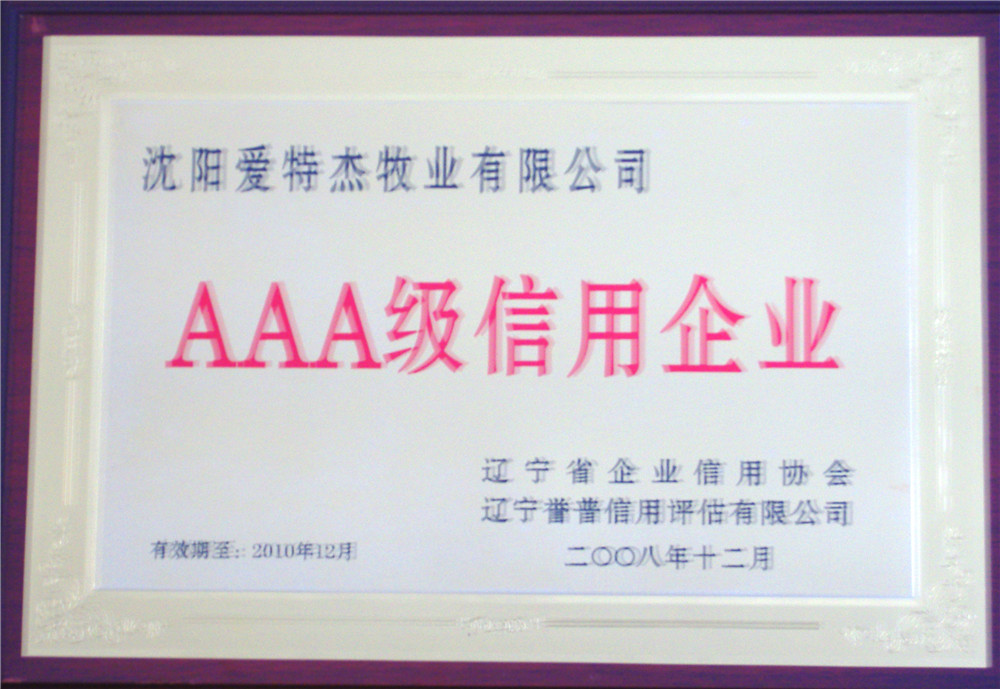 沈阳爱特杰牧业有限公司
AAA级信用企业
辽宁省企业信用协会
辽宁誉普信用评估有限公司
有效期至:2010年12月
二〇〇八年十二月